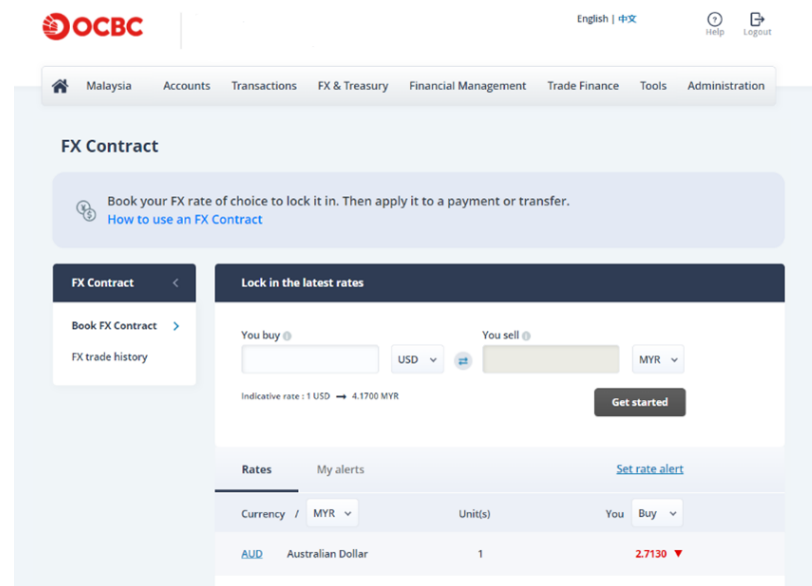 OCBC
English | 中文
Help
Logout
Malaysia Accounts Transactions FX & Treasury Financial Management Trade Finance Tools Administration
FX Contract
Book your FX rate of choice to lock it in. Then apply it to a payment or transfer.
How to use an FX Contract
FX Contract
Book FX Contract
FX trade history
Lock in the latest rates
You buy
You sell
USD
MYR
Indicative rate : 1 USD → 4.1700 MYR
Get started
Rates My alerts Set rate alert
Currency / MYR Unit(s) You Buy
AUD Australian Dollar 1 2.7130 ▼